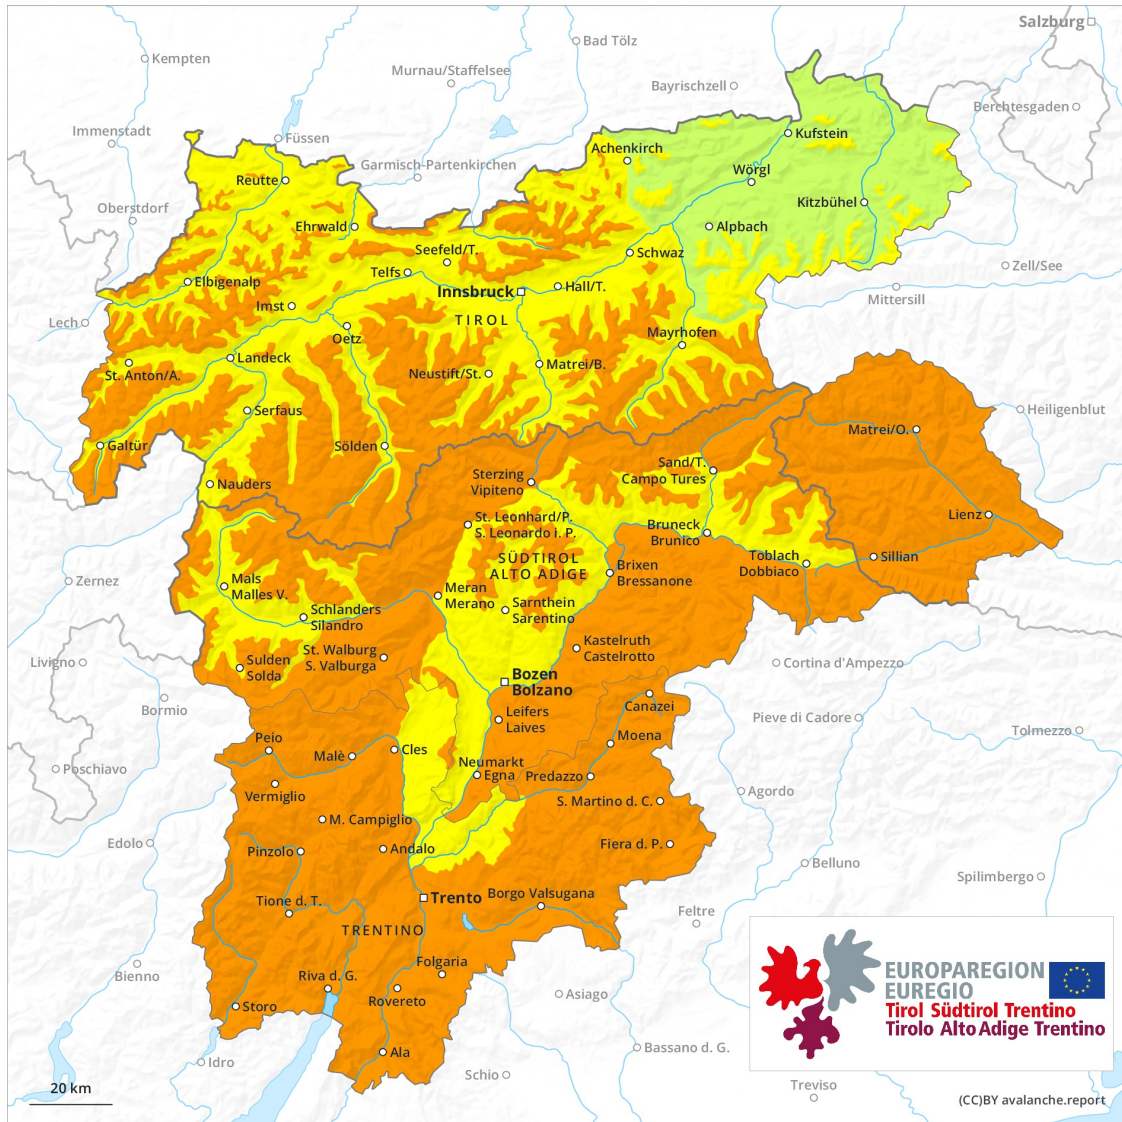 Salzburg
Kempten
Bad Tölz
Murnau/Staffelsee
Bayrischzell
Berchtesgaden
Immenstadt
Füssen
Kufstein
Achenkirch
Garmisch-Partenkirchen
Wörgl
Reutte
Oberstdorf
Kitzbühel
Ehrwald
Alpbach
Seefeld/T.
Schwaz
Zell/See
Telfs
Elbigenalp
Innsbruck
Hall/T.
Mittersill
Imst
TIROL
Lech
Oetz
Mayrhofen
Landeck
Matrei/B.
St. Anton/A.
Neustift/St.
Serfaus
Heiligenblut
Matrei/O.
Galtür
Sölden
Sand/T.
Campo Tures
Sterzing
Vipiteno
Nauders
Lienz
St. Leonhard/P.
S. Leonardo i. P.
Bruneck
Brunico
SÜDTIROL
ALTO ADIGE
Toblach
Dobbiaco
Sillian
Brixen
Bressanone
Zernez
Mals
Malles V.
Meran
Merano
Sarnthein
Sarentino
Schlanders
Silandro
Kastelruth
Castelrotto
St. Walburg
S. Valburga
Livigno
Sulden
Solda
Cortina d'Ampezzo
Bozen
Bolzano
Bormio
Canazei
Leifers
Laives
Pieve di Cadore
Tolmezzo
Peio
Moena
Malè
Cles
Poschiavo
Neumarkt
Egna
Predazzo
Vermiglio
Agordo
S. Martino d. C.
M. Campiglio
Edolo
Pinzolo
Andalo
Fiera d. P.
Belluno
Spilimbergo
Tione d. T.
Trento
Borgo Valsugana
Feltre
TRENTINO
Folgaria
Bienno
Riva d. G.
Asiago
Storo
Rovereto
EUROPAREGION
EUREGIO
Tirol Südtirol Trentino
Tirolo Alto Adige Trentino
Ala
Bassano d. G.
Idro
Schio
Treviso
20 km
(CC)BY avalanche.report